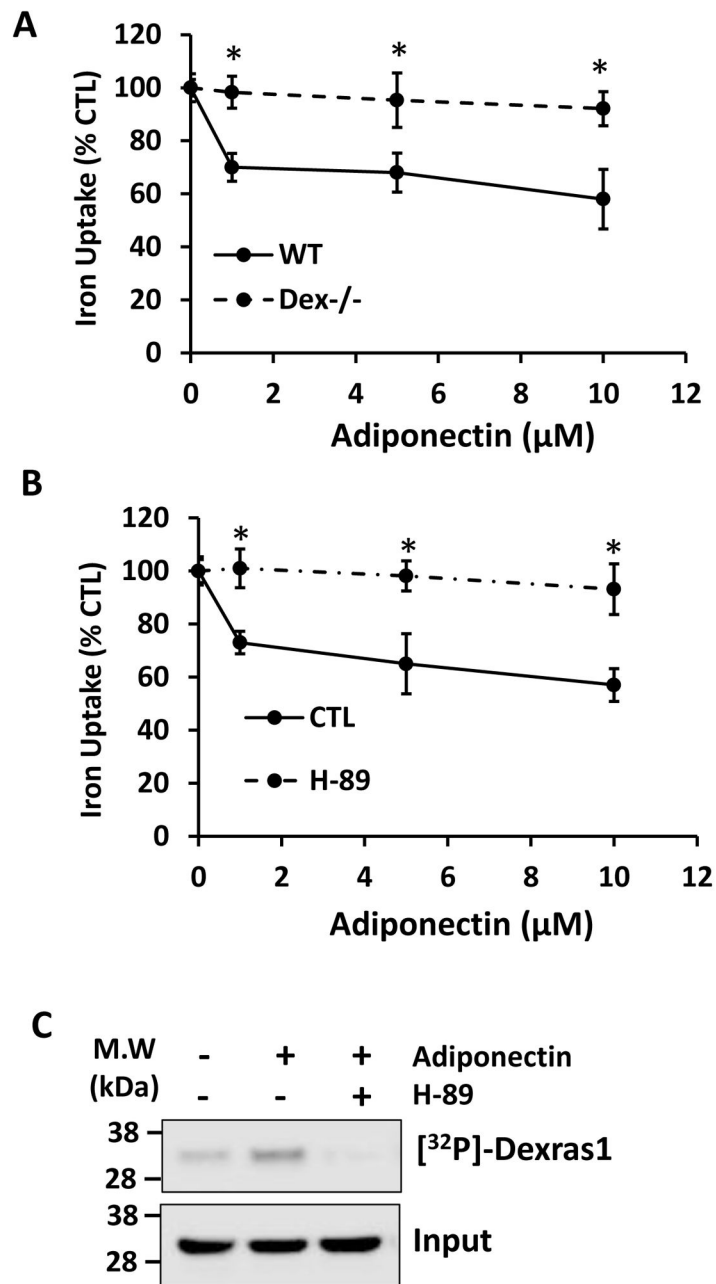 A
120
100
80
60
40
20
0
Iron Uptake (% CTL)
* * *
WT
Dex-/-
0 2 4 6 8 10 12
Adiponectin (μM)
B
120
100
80
60
40
20
0
Iron Uptake (% CTL)
* * *
CTL
H-89
0 2 4 6 8 10 12
Adiponectin (μM)
C
M.W - + + Adiponectin
(kDa) - - + H-89
38
28
[³²P]-Dexras1
38
28
Input